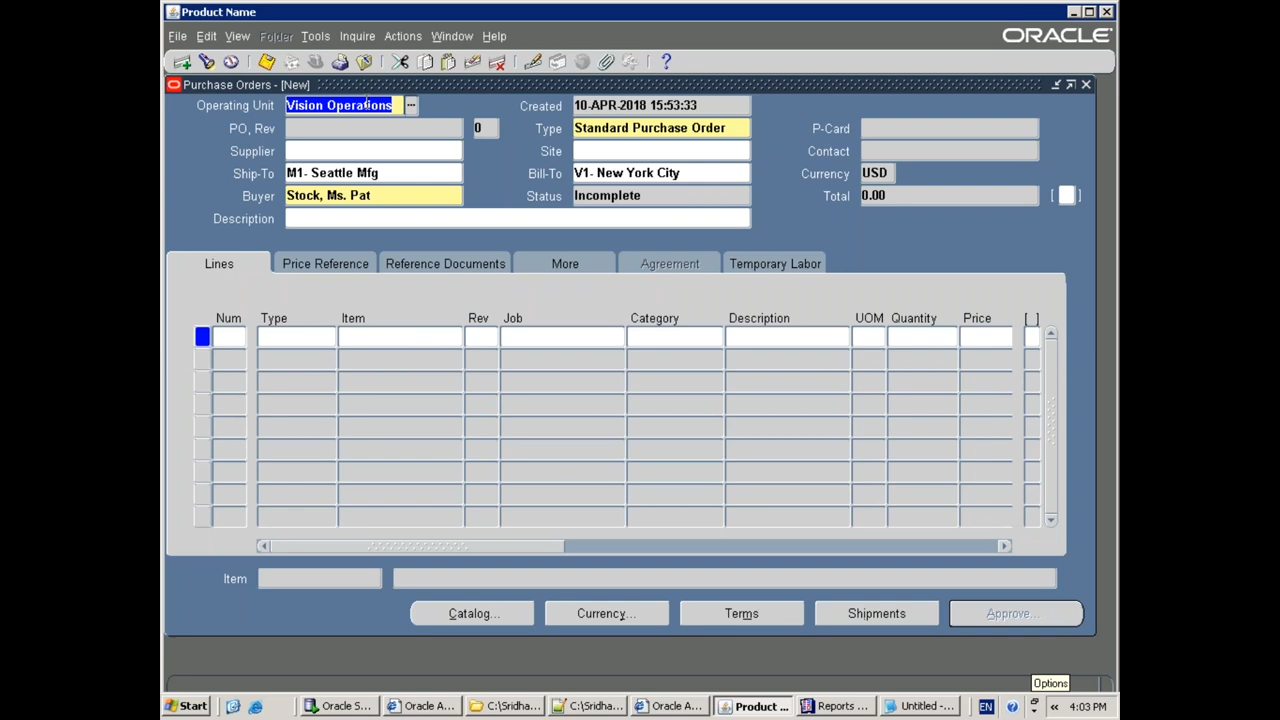 Product Name
File Edit View Folder Tools Inquire Actions Window Help ORACLE
Purchase Orders - [New]
Operating Unit Vision Operations ... Created 10-APR-2018 15:53:33
PO, Rev 0 Type Standard Purchase Order P-Card
Supplier Site Contact
Ship-To M1- Seattle Mfg Bill-To V1- New York City Currency USD
Buyer Stock, Ms. Pat Status Incomplete Total 0.00 [ ]
Description
Lines Price Reference Reference Documents More Agreement Temporary Labor
Num Type Item Rev Job Category Description UOM Quantity Price [ ]
Item
Catalog... Currency... Terms Shipments Approve...
Options
Start Oracle S... Oracle A... C:\Sridha... C:\Sridha... Oracle A... Product ... Reports ... Untitled -... EN 4:03 PM